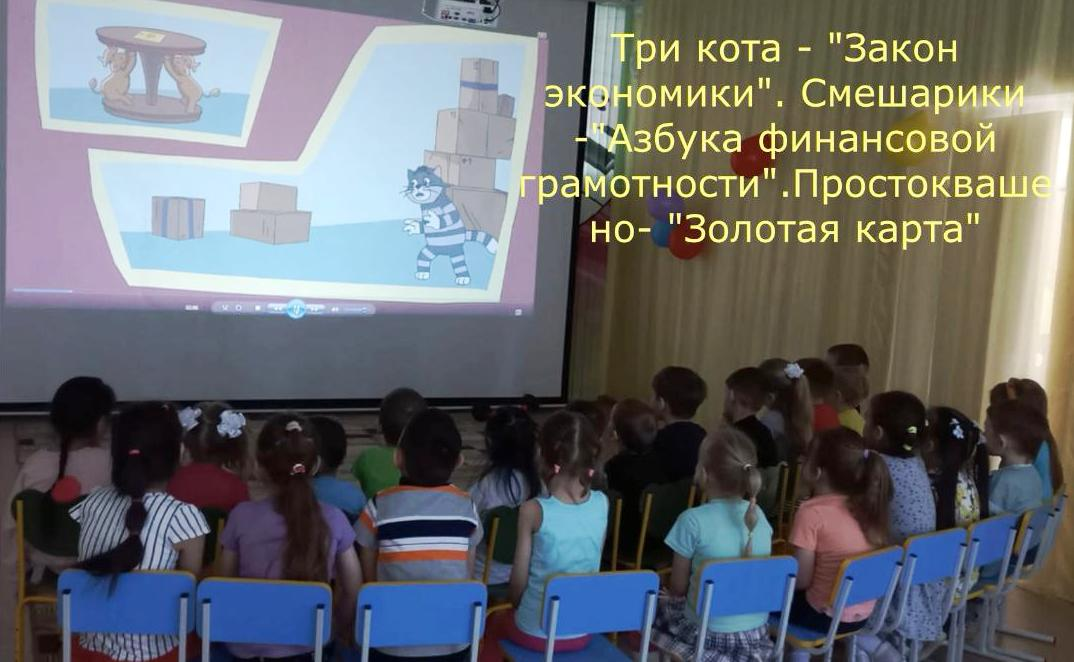 Три кота - "Закон
экономики". Смешарики
-"Азбука финансовой
грамотности".Простокваше
но- "Золотая карта"